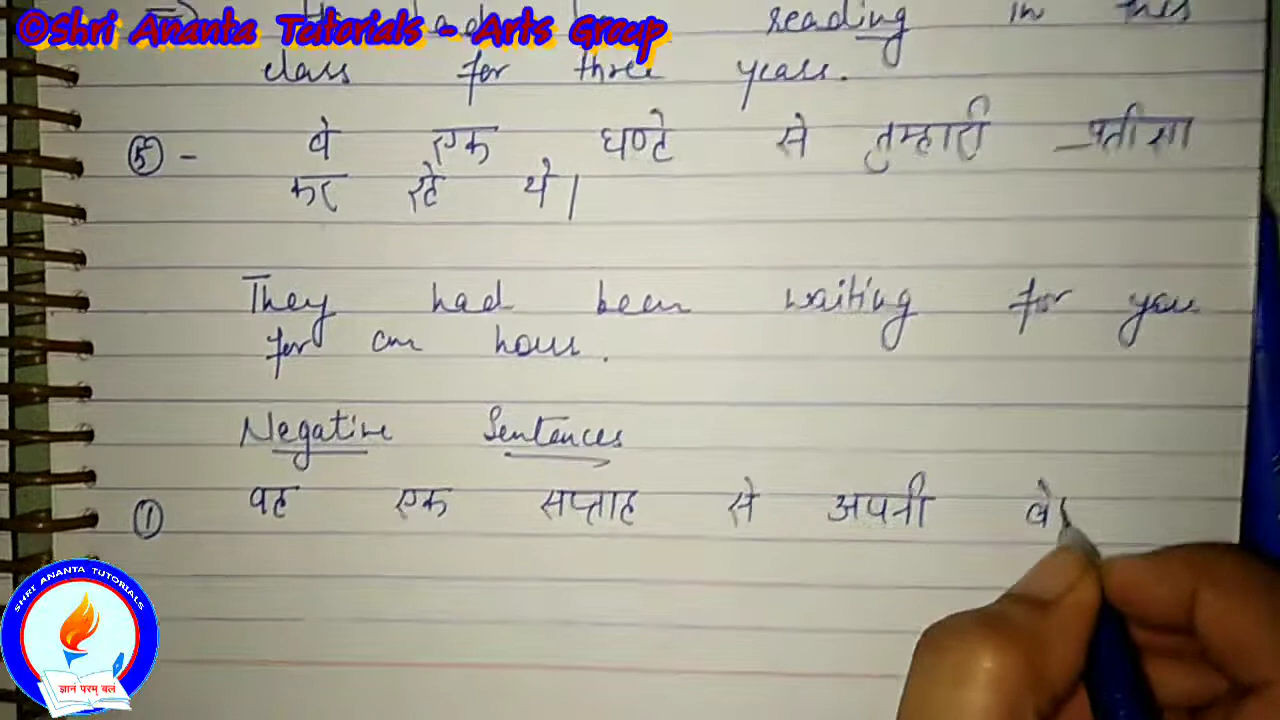 ©Shri Ananta Tutorials - Arts Group
reading in this
class for three years.
⑤ - वे एक घण्टे से तुम्हारी प्रतीक्षा
कर रहे थे।
They had been waiting for you
for an hour.
Negative Sentences
① वह एक सप्ताह से अपनी
SHRI ANANTA TUTORIALS
ज्ञानं परमं बलं